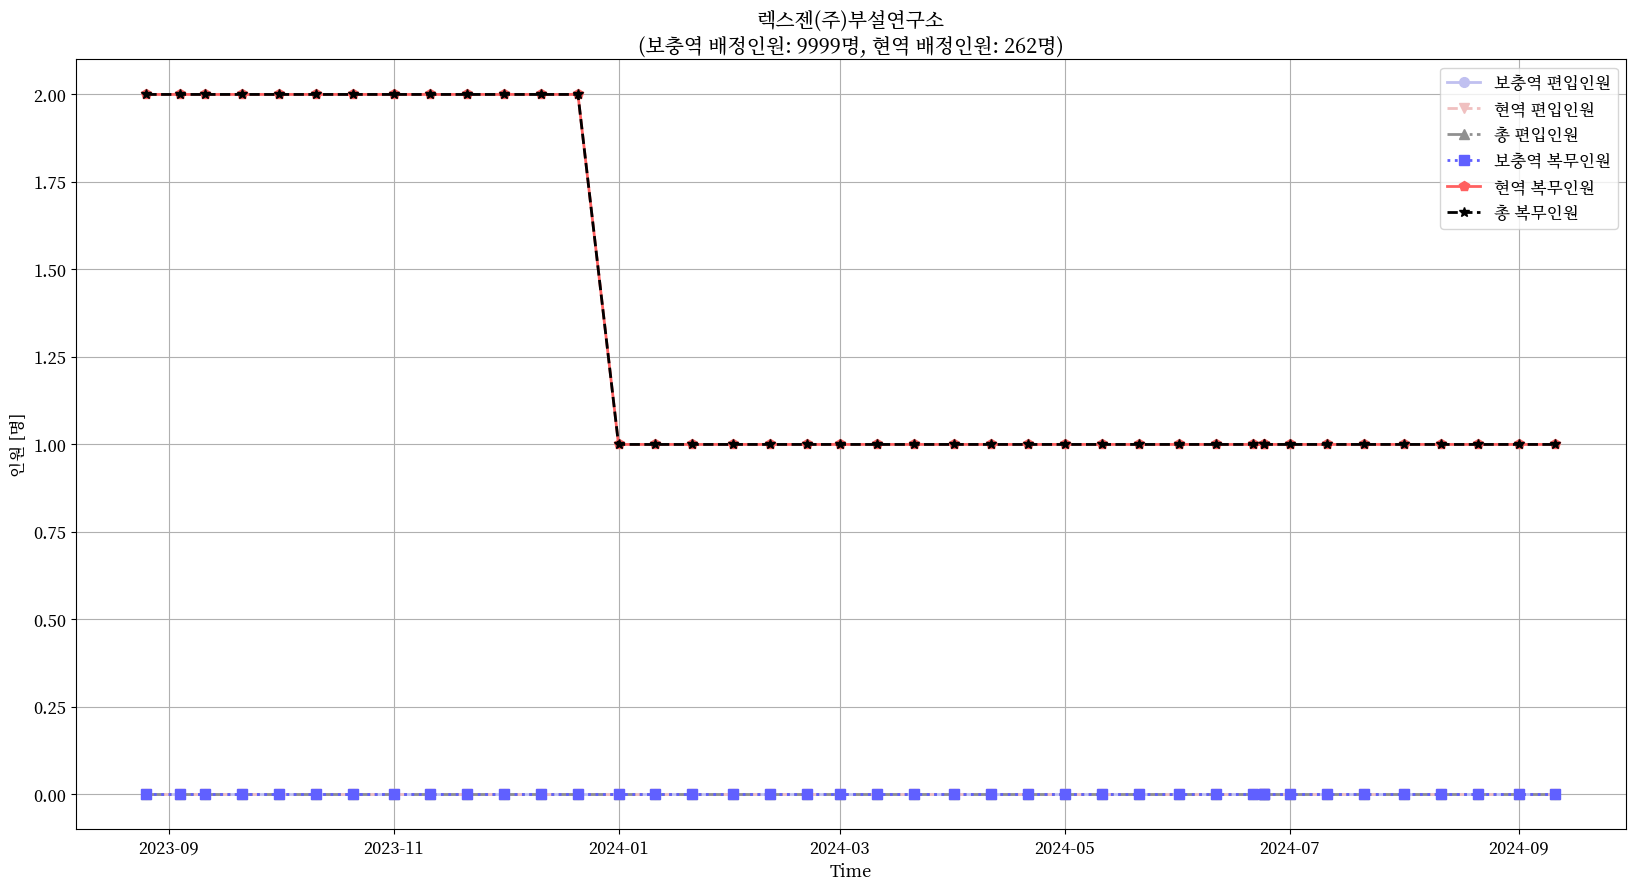 렉스젠(주)부설연구소
(보충역 배정인원: 9999명, 현역 배정인원: 262명)
보충역 편입인원
현역 편입인원
총 편입인원
보충역 복무인원
현역 복무인원
총 복무인원
인원 [명]
2.00
1.75
1.50
1.25
1.00
0.75
0.50
0.25
0.00
2023-09
2023-11
2024-01
2024-03
2024-05
2024-07
2024-09
Time